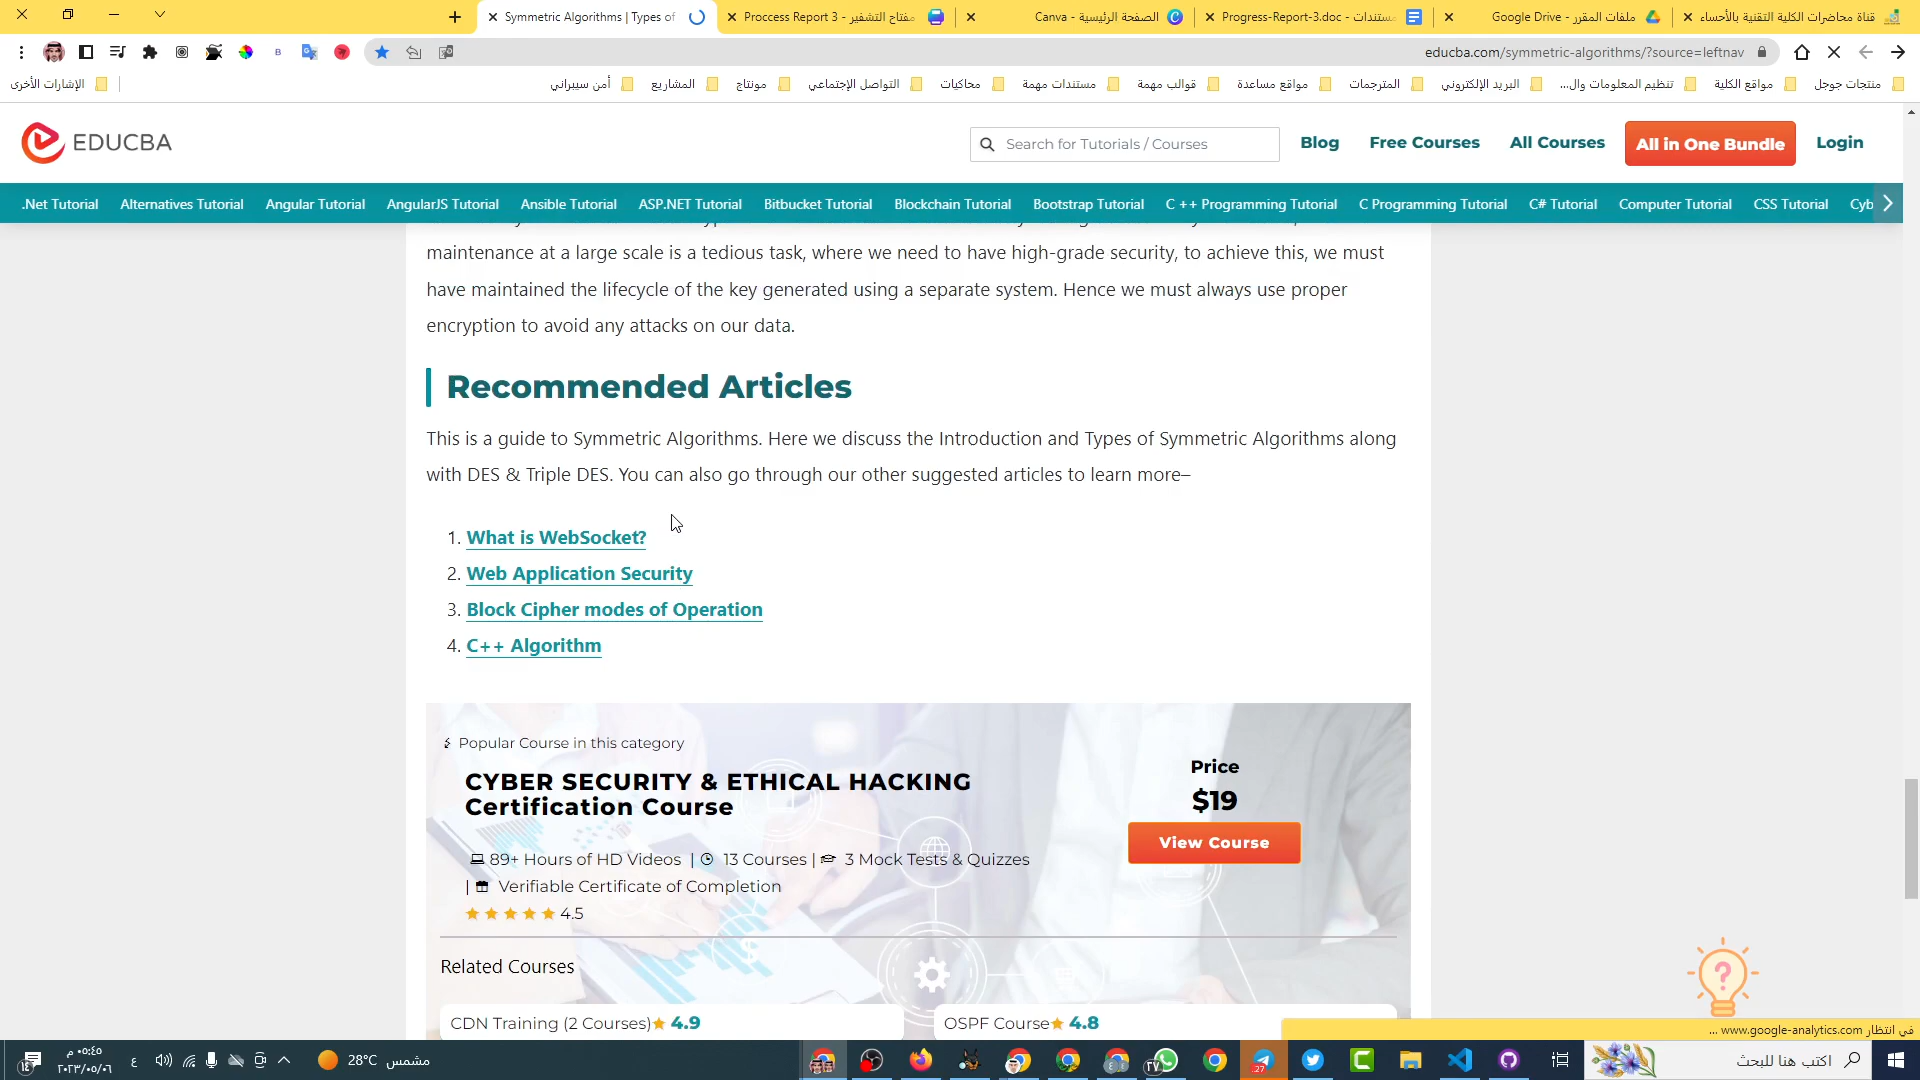 قناة محاضرات الكلية التقنية بالأحساء
ملفات المقرر - Google Drive
Progress-Report-3.doc - مستندات
الصفحة الرئيسية - Canva
Proccess Report 3 - مفتاح التشفير
Symmetric Algorithms | Types of
educba.com/symmetric-algorithms/?source=leftnav
منتجات جوجل
مواقع الكلية
تنظيم المعلومات وال...
البريد الإلكتروني
المترجمات
مواقع مساعدة
قوالب مهمة
مستندات مهمة
محاكيات
التواصل الإجتماعي
مونتاج
المشاريع
أمن سيبراني
الإشارات الأخرى
EDUCBA
Search for Tutorials / Courses
Blog
Free Courses
All Courses
All in One Bundle
Login
.Net Tutorial
Alternatives Tutorial
Angular Tutorial
AngularJS Tutorial
Ansible Tutorial
ASP.NET Tutorial
Bitbucket Tutorial
Blockchain Tutorial
Bootstrap Tutorial
C ++ Programming Tutorial
C Programming Tutorial
C# Tutorial
Computer Tutorial
CSS Tutorial
Cyb
maintenance at a large scale is a tedious task, where we need to have high-grade security, to achieve this, we must
have maintained the lifecycle of the key generated using a separate system. Hence we must always use proper
encryption to avoid any attacks on our data.
Recommended Articles
This is a guide to Symmetric Algorithms. Here we discuss the Introduction and Types of Symmetric Algorithms along
with DES & Triple DES. You can also go through our other suggested articles to learn more–
1. What is WebSocket?
2. Web Application Security
3. Block Cipher modes of Operation
4. C++ Algorithm
Popular Course in this category
CYBER SECURITY & ETHICAL HACKING
Certification Course
89+ Hours of HD Videos | 13 Courses | 3 Mock Tests & Quizzes
| Verifiable Certificate of Completion
4.5
Price
$19
View Course
Related Courses
CDN Training (2 Courses) 4.9
OSPF Course 4.8
في انتظار www.google-analytics.com ...
اكتب هنا للبحث
27
28°C مشمس
ع
٠٥:٤٥ م
٢٠٢٣/٠٥/٠٦